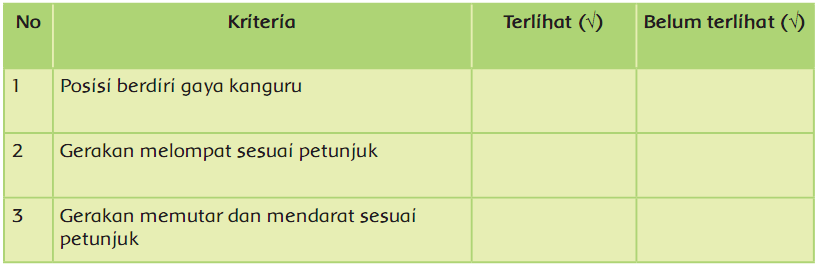 No Kriteria Terlihat (√) Belum terlihat (√)
1 Posisi berdiri gaya kanguru
2 Gerakan melompat sesuai petunjuk
3 Gerakan memutar dan mendarat sesuai
petunjuk